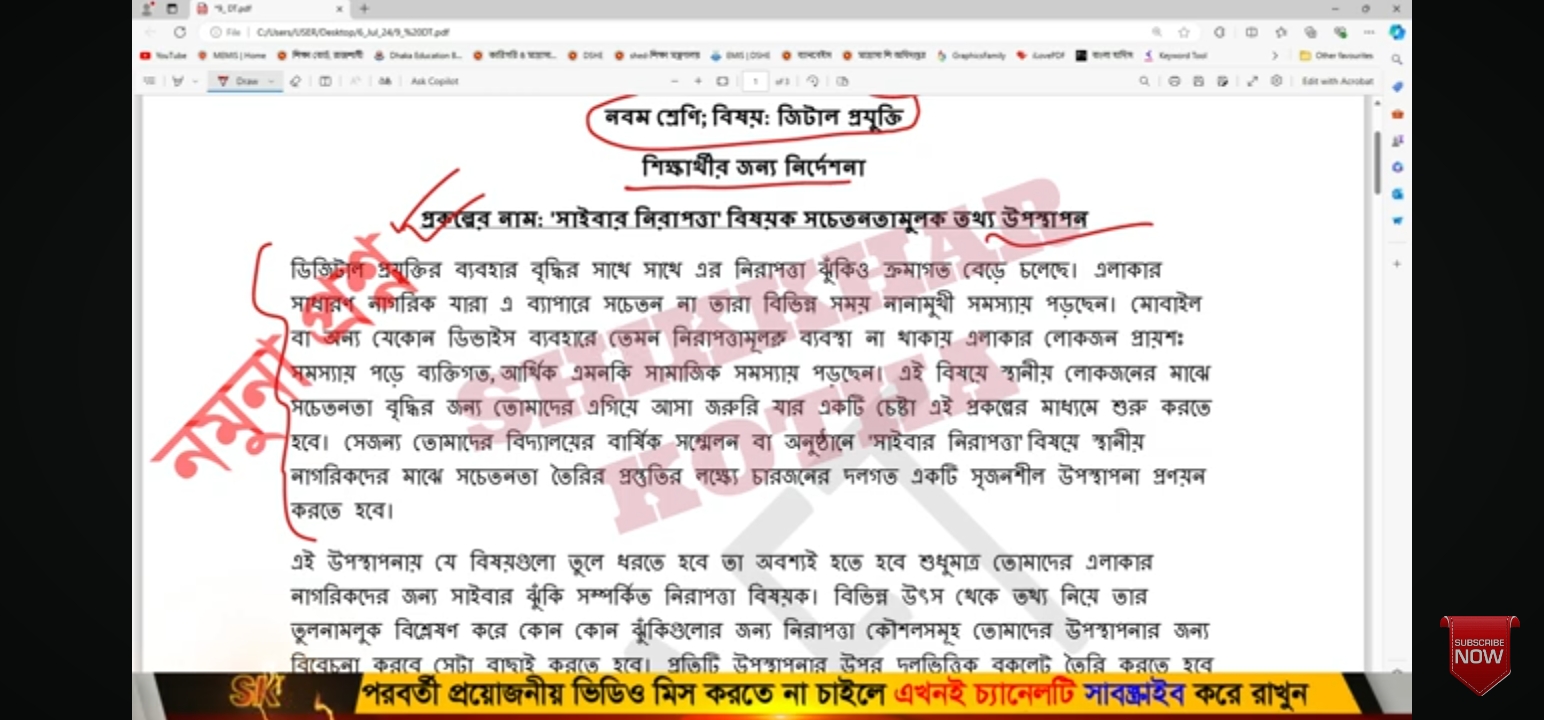 *9_DT.pdf
File C:/Users/USER/Desktop/6_Jul_24/9_%20DT.pdf
YouTube MEMIS | Home শিক্ষা বোর্ড, রাজশাহী Dhaka Education B... DSHE EMIS | DSHE Graphicsfamily iLovePDF Keyword Tool Other favourites
Draw Ask Copilot 1 of 3 Edit with Acrobat
নবম শ্রেণি; বিষয়: জিটাল প্রযুক্তি
শিক্ষার্থীর জন্য নির্দেশনা
প্রকল্পের নাম: 'সাইবার নিরাপত্তা' বিষয়ক সচেতনতামুলক তথ্য উপস্থাপন
ডিজিটাল প্রযুক্তির ব্যবহার বৃদ্ধির সাথে সাথে এর নিরাপত্তা ঝুঁকিও ক্রমাগত বেড়ে চলেছে। এলাকার
সাধারণ নাগরিক যারা এ ব্যাপারে সচেতন না তারা বিভিন্ন সময় নানামূখী সমস্যায় পড়ছেন। মোবাইল
বা অন্য যেকোন ডিভাইস ব্যবহারে তেমন নিরাপত্তামূলক ব্যবস্থা না থাকায় এলাকার লোকজন প্রায়শঃ
সমস্যায় পড়ে ব্যক্তিগত, আর্থিক এমনকি সামাজিক সমস্যায় পড়ছেন। এই বিষয়ে স্থানীয় লোকজনের মাঝে
সচেতনতা বৃদ্ধির জন্য তোমাদের এগিয়ে আসা জরুরি যার একটি চেষ্টা এই প্রকল্পের মাধ্যমে শুরু করতে
হবে। সেজন্য তোমাদের বিদ্যালয়ের বার্ষিক সম্মেলন বা অনুষ্ঠানে 'সাইবার নিরাপত্তা' বিষয়ে স্থানীয়
নাগরিকদের মাঝে সচেতনতা তৈরির প্রস্তুতির লক্ষ্যে চারজনের দলগত একটি সৃজনশীল উপস্থাপনা প্রণয়ন
করতে হবে।
এই উপস্থাপনায় যে বিষয়গুলো তুলে ধরতে হবে তা অবশ্যই হতে হবে শুধুমাত্র তোমাদের এলাকার
নাগরিকদের জন্য সাইবার ঝুঁকি সম্পর্কিত নিরাপত্তা বিষয়ক। বিভিন্ন উৎস থেকে তথ্য নিয়ে তার
তুলনামলূক বিশ্লেষণ করে কোন কোন ঝুঁকিগুলোর জন্য নিরাপত্তা কৌশলসমূহ তোমাদের উপস্থাপনার জন্য
বিবেচনা করবে সেটা বাছাই করতে হবে। প্রতিটি উপস্থাপনার উপর দলভিত্তিক বুকলেট তৈরি করতে হবে
নমুনা প্রশ্ন
SHIKKHAR
KOTHA
SK
পরবর্তী প্রয়োজনীয় ভিডিও মিস করতে না চাইলে এখনই চ্যানেলটি সাবস্ক্রাইব করে রাখুন
SUBSCRIBE
NOW